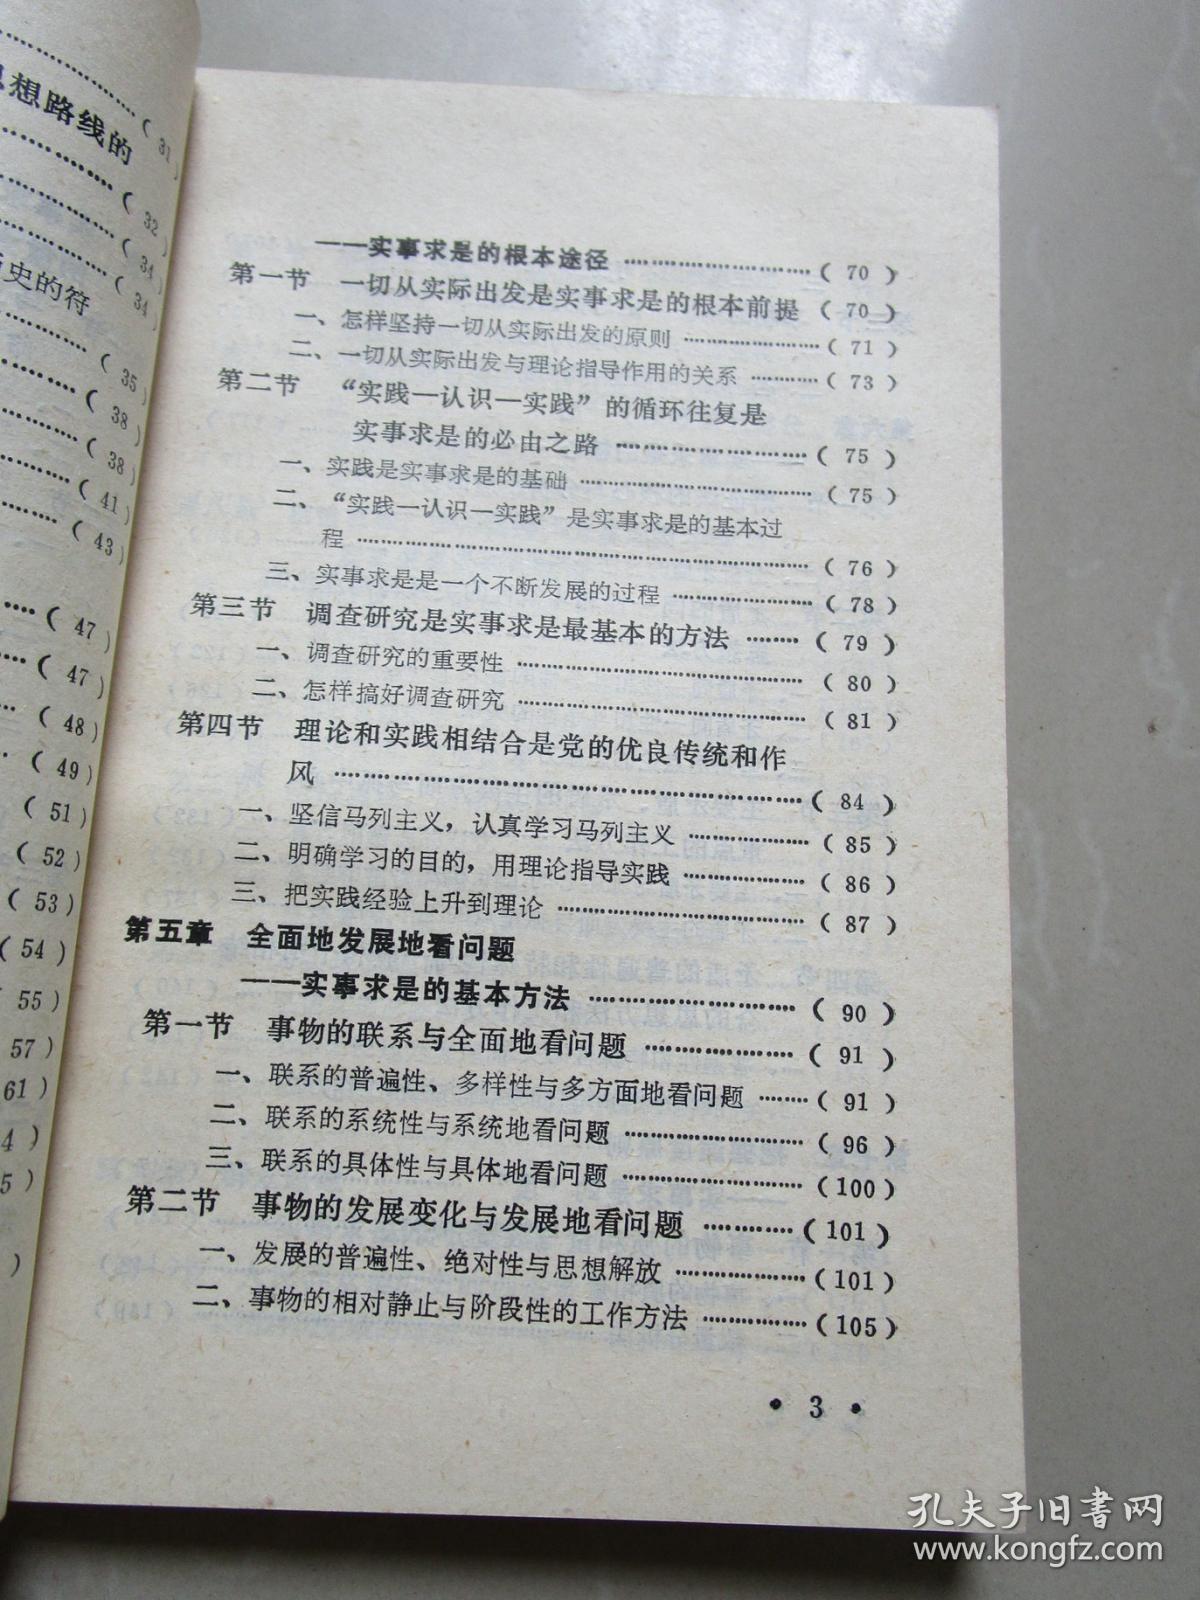 思想路线的
……（31）
……（32）
……（34）
……（34）
历史的符
……（35）
……（38）
……（38）
……（41）
……（43）
……（47）
……（47）
……（48）
……（49）
（51）
（52）
（53）
（54）
55）
57）
61）
4）
5）
）
——实事求是的根本途径……（70）
第一节　一切从实际出发是实事求是的根本前提（70）
一、怎样坚持一切从实际出发的原则……（71）
二、一切从实际出发与理论指导作用的关系……（73）
第二节　“实践—认识—实践”的循环往复是
实事求是的必由之路……（75）
一、实践是实事求是的基础……（75）
二、“实践—认识—实践”是实事求是的基本过
程……（76）
三、实事求是是一个不断发展的过程……（78）
第三节　调查研究是实事求是最基本的方法……（79）
一、调查研究的重要性……（80）
二、怎样搞好调查研究……（81）
第四节　理论和实践相结合是党的优良传统和作
风……（84）
一、坚信马列主义，认真学习马列主义……（85）
二、明确学习的目的，用理论指导实践……（86）
三、把实践经验上升到理论……（87）
第五章　全面地发展地看问题
——实事求是的基本方法……（90）
第一节　事物的联系与全面地看问题……（91）
一、联系的普遍性、多样性与多方面地看问题……（91）
二、联系的系统性与系统地看问题……（96）
三、联系的具体性与具体地看问题……（100）
第二节　事物的发展变化与发展地看问题……（101）
一、发展的普遍性、绝对性与思想解放……（101）
二、事物的相对静止与阶段性的工作方法……（105）
• 3 •
孔夫子旧书网
www.kongfz.com